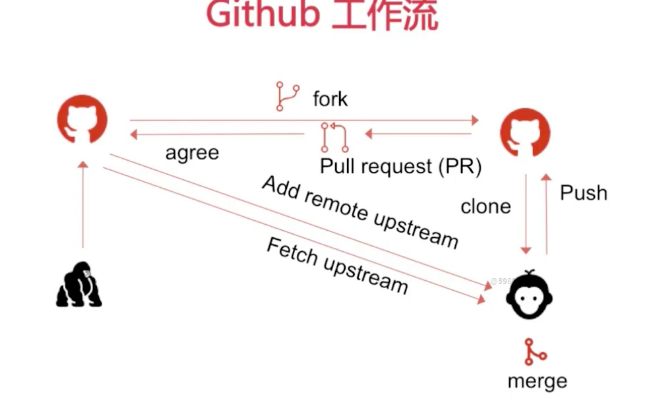 Github 工作流
fork
agree
Pull request (PR)
Add remote upstream
clone
Push
Fetch upstream
merge